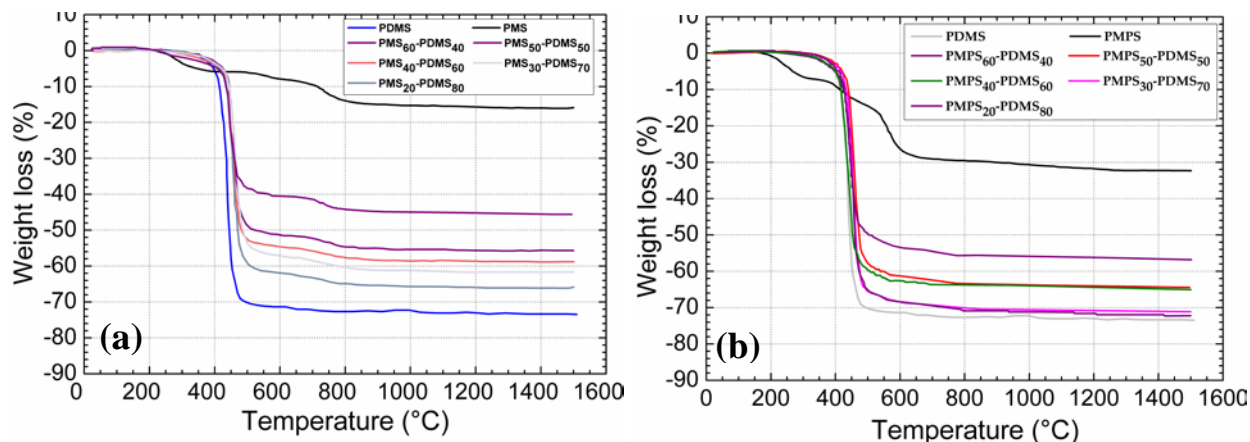 10
0
-10
-20
-30
-40
-50
-60
-70
-80
-90
Weight loss (%)
PDMS PMS
PMS60-PDMS40 PMS50-PDMS50
PMS40-PDMS60 PMS30-PDMS70
PMS20-PDMS80
(a)
0 200 400 600 800 1000 1200 1400 1600
Temperature (°C)
10
0
-10
-20
-30
-40
-50
-60
-70
-80
-90
Weight loss (%)
PDMS PMPS
PMPS60-PDMS40 PMPS50-PDMS50
PMPS40-PDMS60 PMPS30-PDMS70
PMPS20-PDMS80
(b)
0 200 400 600 800 1000 1200 1400 1600
Temperature (°C)